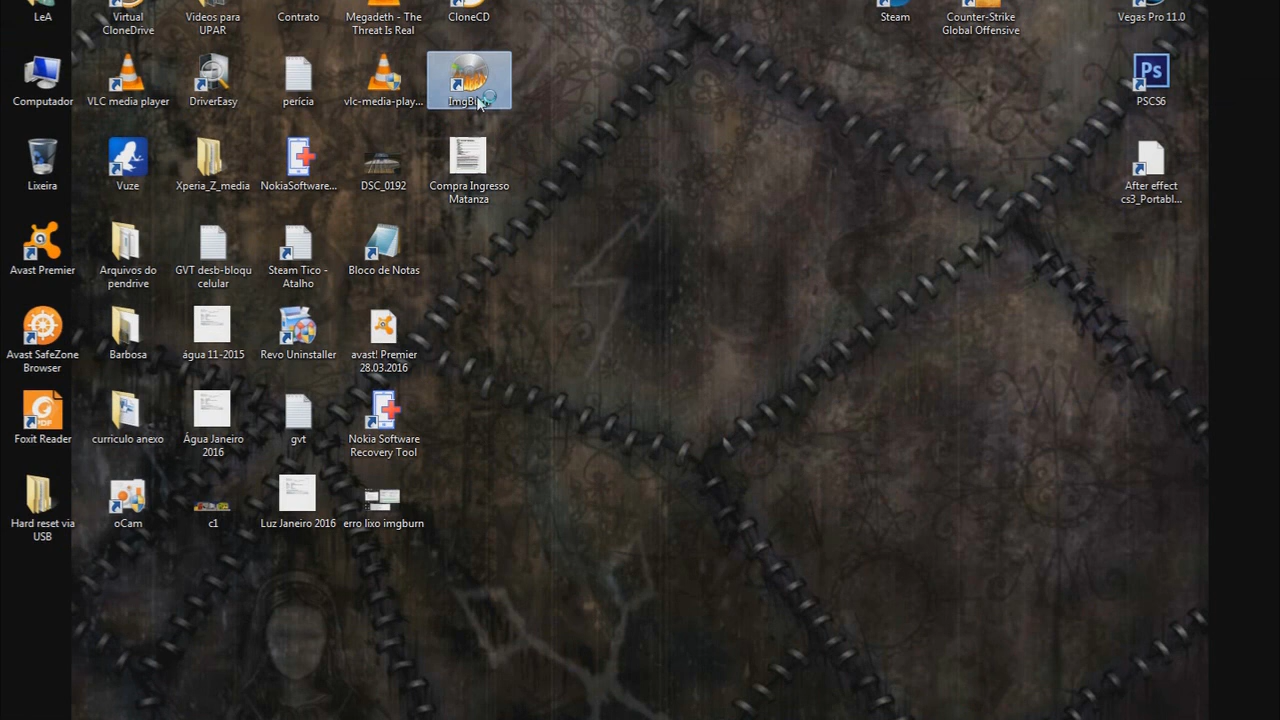 LeA
Virtual
CloneDrive
Videos para
UPAR
Contrato
Megadeth - The
Threat Is Real
CloneCD
Steam
Counter-Strike
Global Offensive
Vegas Pro 11.0
Computador
VLC media player
DriverEasy
perícia
vlc-media-play...
Ps
PSCS6
Lixeira
Vuze
Xperia_Z_media
NokiaSoftware...
DSC_0192
Compra Ingresso
Matanza
After effect
cs3_Portabl...
Avast Premier
Arquivos do
pendrive
GVT desb-bloqu
celular
Steam Tico -
Atalho
Bloco de Notas
Avast SafeZone
Browser
Barbosa
água 11-2015
Revo Uninstaller
avast! Premier
28.03.2016
Foxit Reader
curriculo anexo
Água Janeiro
2016
gvt
Nokia Software
Recovery Tool
Hard reset via
USB
oCam
c1
Luz Janeiro 2016
erro lixo imgburn